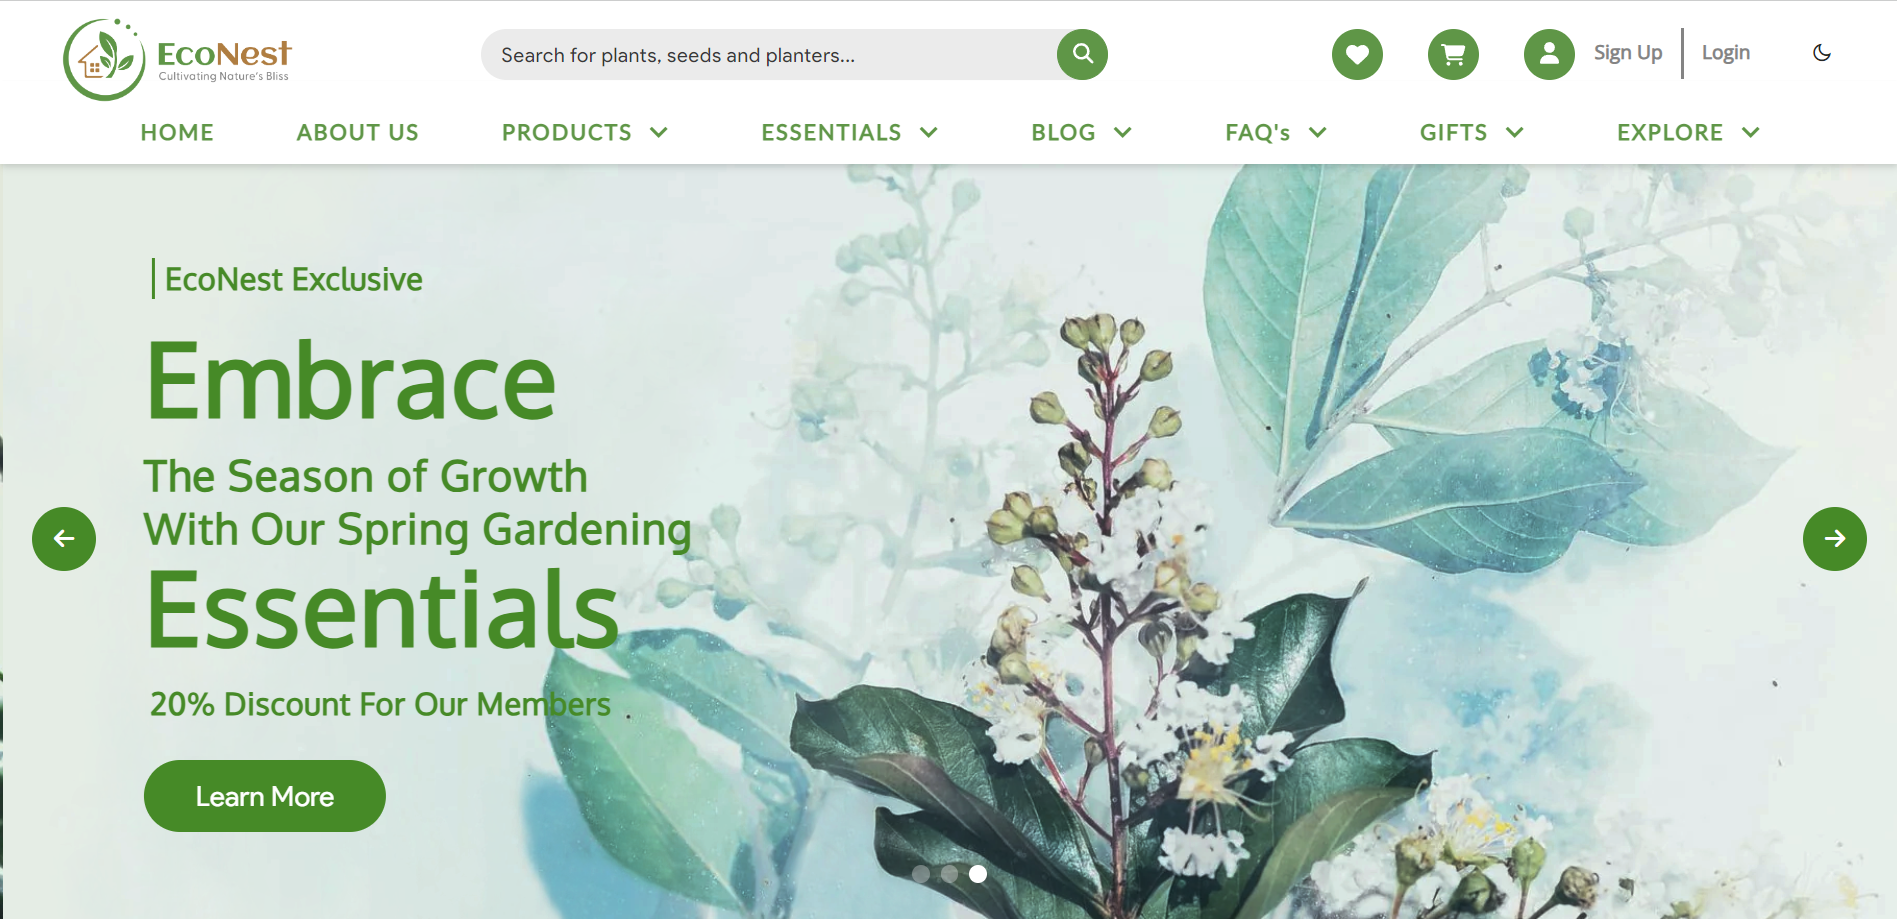 EcoNest
Cultivating Nature's Bliss
Search for plants, seeds and planters...
Sign Up
Login
HOME
ABOUT US
PRODUCTS
ESSENTIALS
BLOG
FAQ's
GIFTS
EXPLORE
EcoNest Exclusive
Embrace
The Season of Growth
With Our Spring Gardening
Essentials
20% Discount For Our Members
Learn More